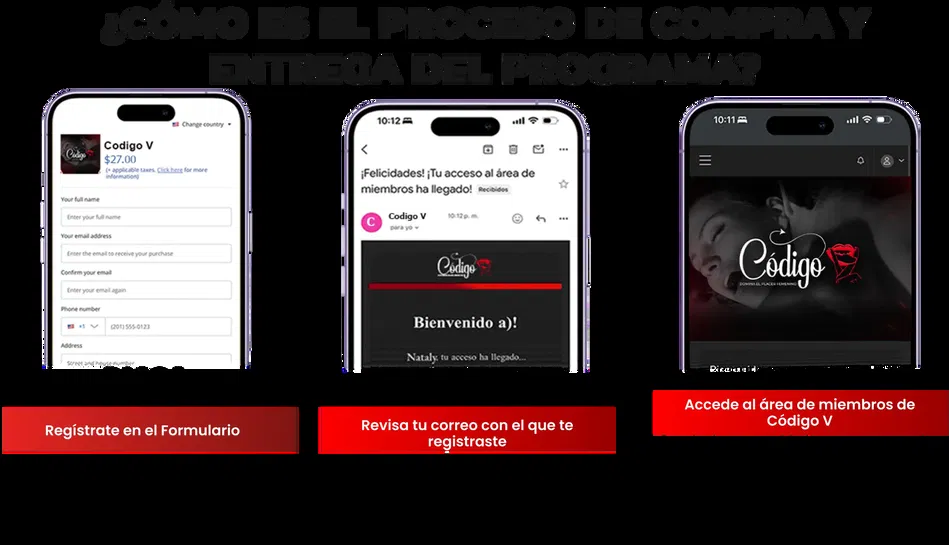 ¿CÓMO ES EL PROCESO DE COMPRA Y
ENTREGA DEL PROGRAMA?
Change country
Codigo V
$27.00
(+ applicable taxes. Click here for more
information)
Your full name
Enter your full name
Your email address
Enter the email to receive your purchase
Confirm your email
Enter your email again
Phone number
+1 (201) 555-0123
Address
Street and house number
Regístrate en el Formulario
10:12
¡Felicidades! ¡Tu acceso al área de
miembros ha llegado! Recibidos
C Codigo V 10:12 p. m.
para yo
Código
Bienvenido a)!
Nataly, tu acceso ha llegado...
Revisa tu correo con el que te
registraste
10:11
Código
DOMINA EL PLACER FEMENINO
Accede al área de miembros de
Código V